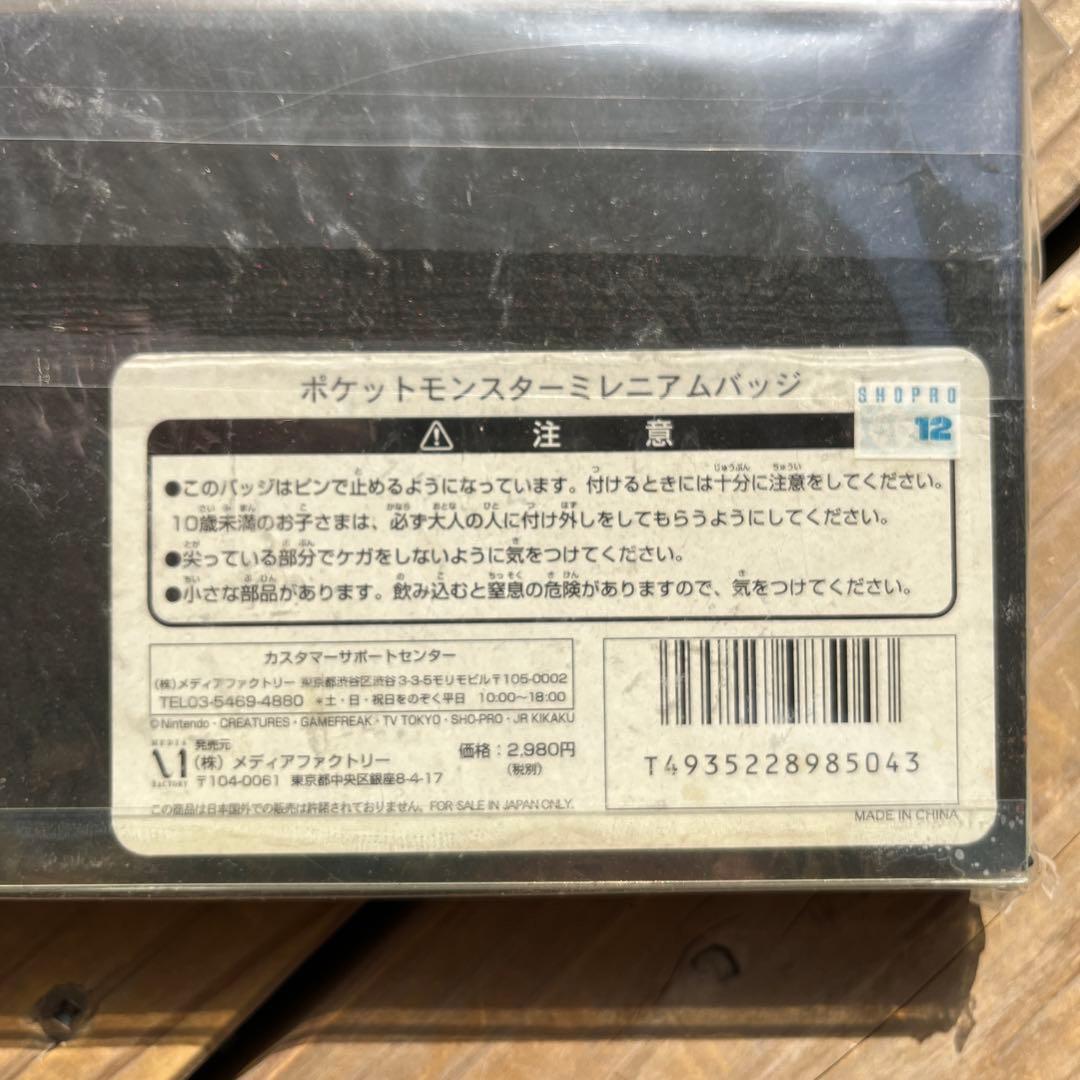 ポケットモンスターミレニアムバッジ
SHOPRO
12
注意
●このバッジはピンで止めるようになっています。付けるときには十分に注意をしてください。
10歳未満のお子さまは、必ず大人の人に付け外しをしてもらうようにしてください。
●尖っている部分でケガをしないように気をつけてください。
●小さな部品があります。飲み込むと窒息の危険がありますので、気をつけてください。
カスタマーサポートセンター
(株)メディアファクトリー 東京都渋谷区渋谷3-3-5モリモビル〒105-0002
TEL03-5469-4880 *土・日・祝日をのぞく平日 10:00〜18:00
©Nintendo・CREATURES・GAMEFREAK・TV TOKYO・SHO-PRO・JR KIKAKU
MEDIA FACTORY
発売元
(株)メディアファクトリー
〒104-0061 東京都中央区銀座8-4-17
価格:2,980円
(税別)
この商品は日本国外での販売は許諾されておりません。FOR SALE IN JAPAN ONLY.
T4935228985043
MADE IN CHINA